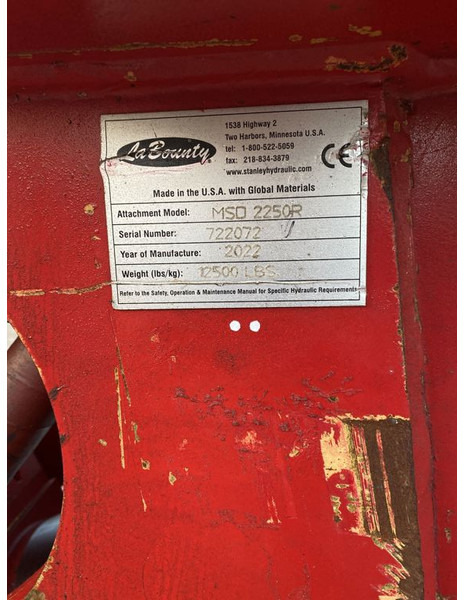 1538 Highway 2
Two Harbors, Minnesota U.S.A.
LaBounty
tel: 1-800-522-5059
fax: 218-834-3879
www.stanleyhydraulic.com
CE
Made in the U.S.A. with Global Materials
Attachment Model: MSD 2250R
Serial Number: 722072
Year of Manufacture: 2022
Weight (lbs/kg): 12500 LBS
Refer to the Safety, Operation & Maintenance Manual for Specific Hydraulic Requirements